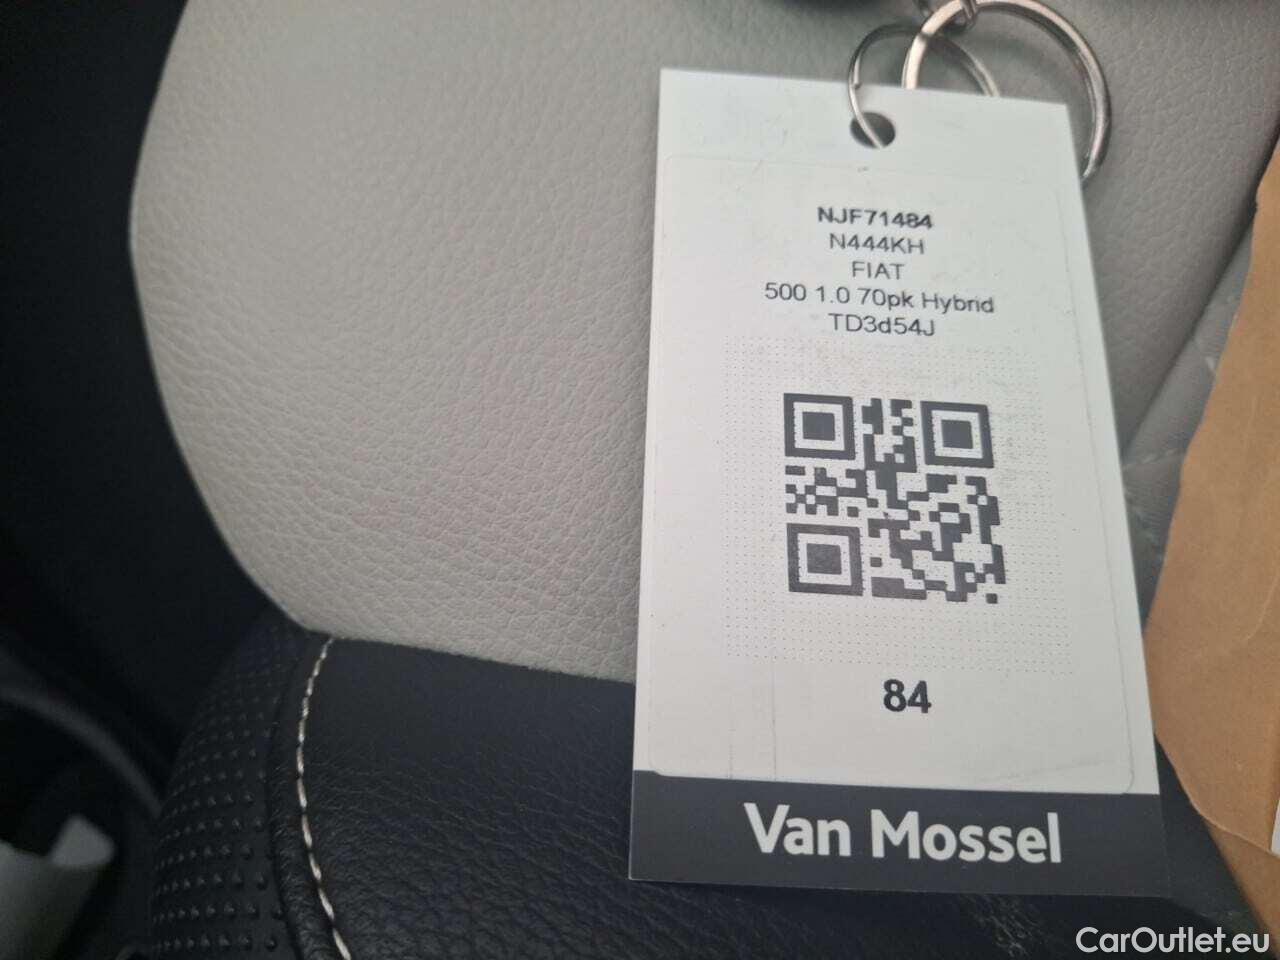 NJF71484
N444KH
FIAT
500 1.0 70pk Hybrid
TD3d54J
84
Van Mossel
CarOutlet.eu